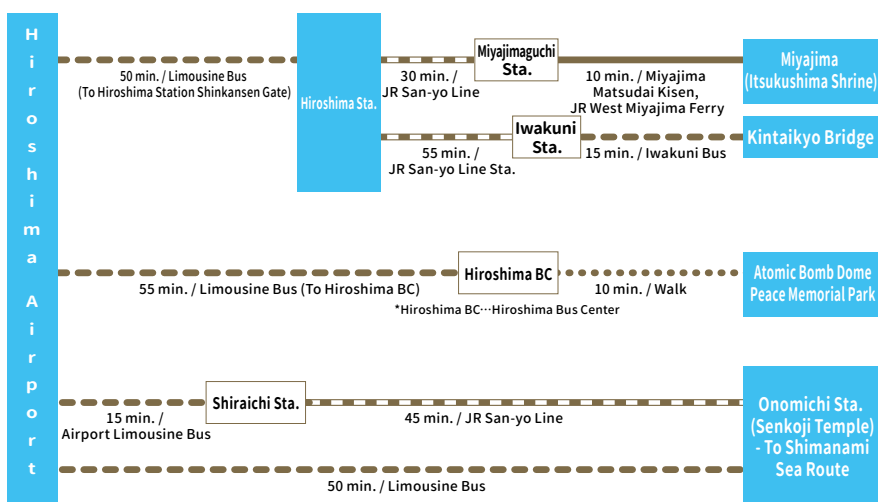 Hiroshima Airport
50 min. / Limousine Bus
(To Hiroshima Station Shinkansen Gate)
Hiroshima Sta.
30 min. /
JR San-yo Line
Miyajimaguchi
Sta.
10 min. / Miyajima
Matsudai Kisen,
JR West Miyajima Ferry
Miyajima
(Itsukushima Shrine)
55 min. /
JR San-yo Line Sta.
Iwakuni
Sta.
15 min. / Iwakuni Bus
Kintaikyo Bridge
55 min. / Limousine Bus (To Hiroshima BC)
Hiroshima BC
*Hiroshima BC⋯Hiroshima Bus Center
10 min. / Walk
Atomic Bomb Dome
Peace Memorial Park
15 min. /
Airport Limousine Bus
Shiraichi Sta.
45 min. / JR San-yo Line
50 min. / Limousine Bus
Onomichi Sta.
(Senkoji Temple)
- To Shimanami
Sea Route